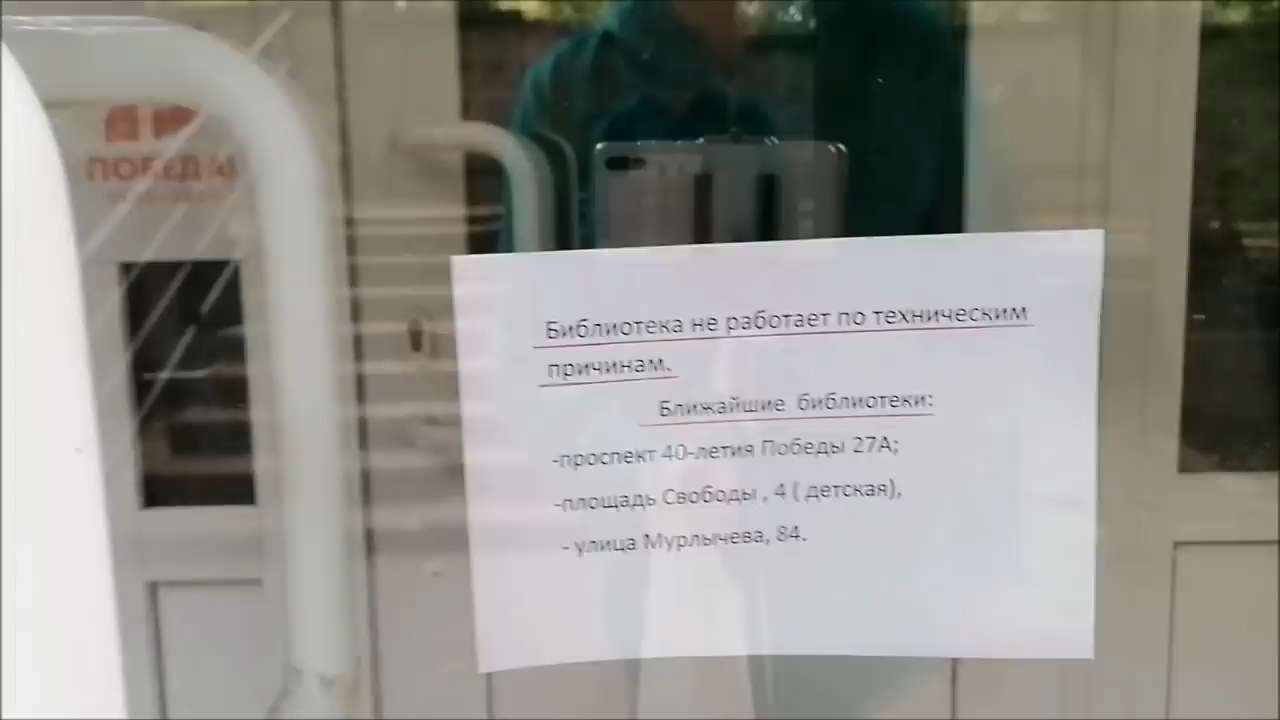 ПОБЕДЫ
Библиотека не работает по техническим
причинам.
Ближайшие библиотеки:
-проспект 40-летия Победы 27А;
-площадь Свободы , 4 ( детская),
- улица Мурлычева, 84.